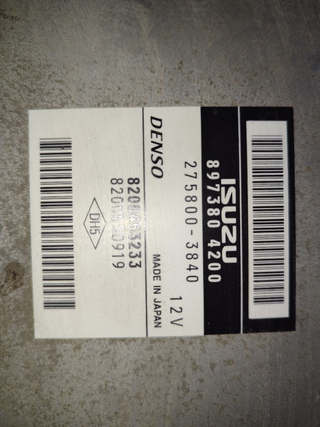 ISUZU
897380 4200
275800-3840
12V
DENSO
MADE IN JAPAN
DH5